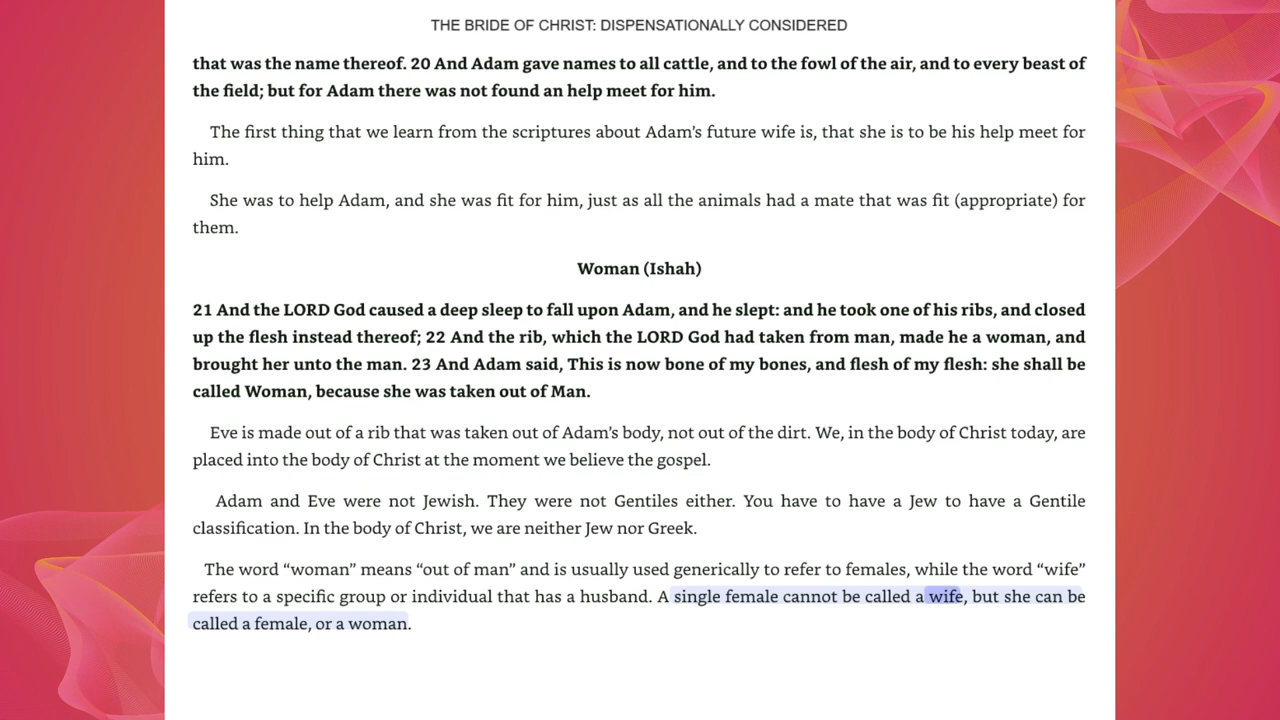 THE BRIDE OF CHRIST: DISPENSATIONALLY CONSIDERED
that was the name thereof. 20 And Adam gave names to all cattle, and to the fowl of the air, and to every beast of
the field; but for Adam there was not found an help meet for him.
The first thing that we learn from the scriptures about Adam’s future wife is, that she is to be his help meet for
him.
She was to help Adam, and she was fit for him, just as all the animals had a mate that was fit (appropriate) for
them.
Woman (Ishah)
21 And the LORD God caused a deep sleep to fall upon Adam, and he slept: and he took one of his ribs, and closed
up the flesh instead thereof; 22 And the rib, which the LORD God had taken from man, made he a woman, and
brought her unto the man. 23 And Adam said, This is now bone of my bones, and flesh of my flesh: she shall be
called Woman, because she was taken out of Man.
Eve is made out of a rib that was taken out of Adam’s body, not out of the dirt. We, in the body of Christ today, are
placed into the body of Christ at the moment we believe the gospel.
Adam and Eve were not Jewish. They were not Gentiles either. You have to have a Jew to have a Gentile
classification. In the body of Christ, we are neither Jew nor Greek.
The word “woman” means “out of man” and is usually used generically to refer to females, while the word “wife”
refers to a specific group or individual that has a husband. A single female cannot be called a wife, but she can be
called a female, or a woman.